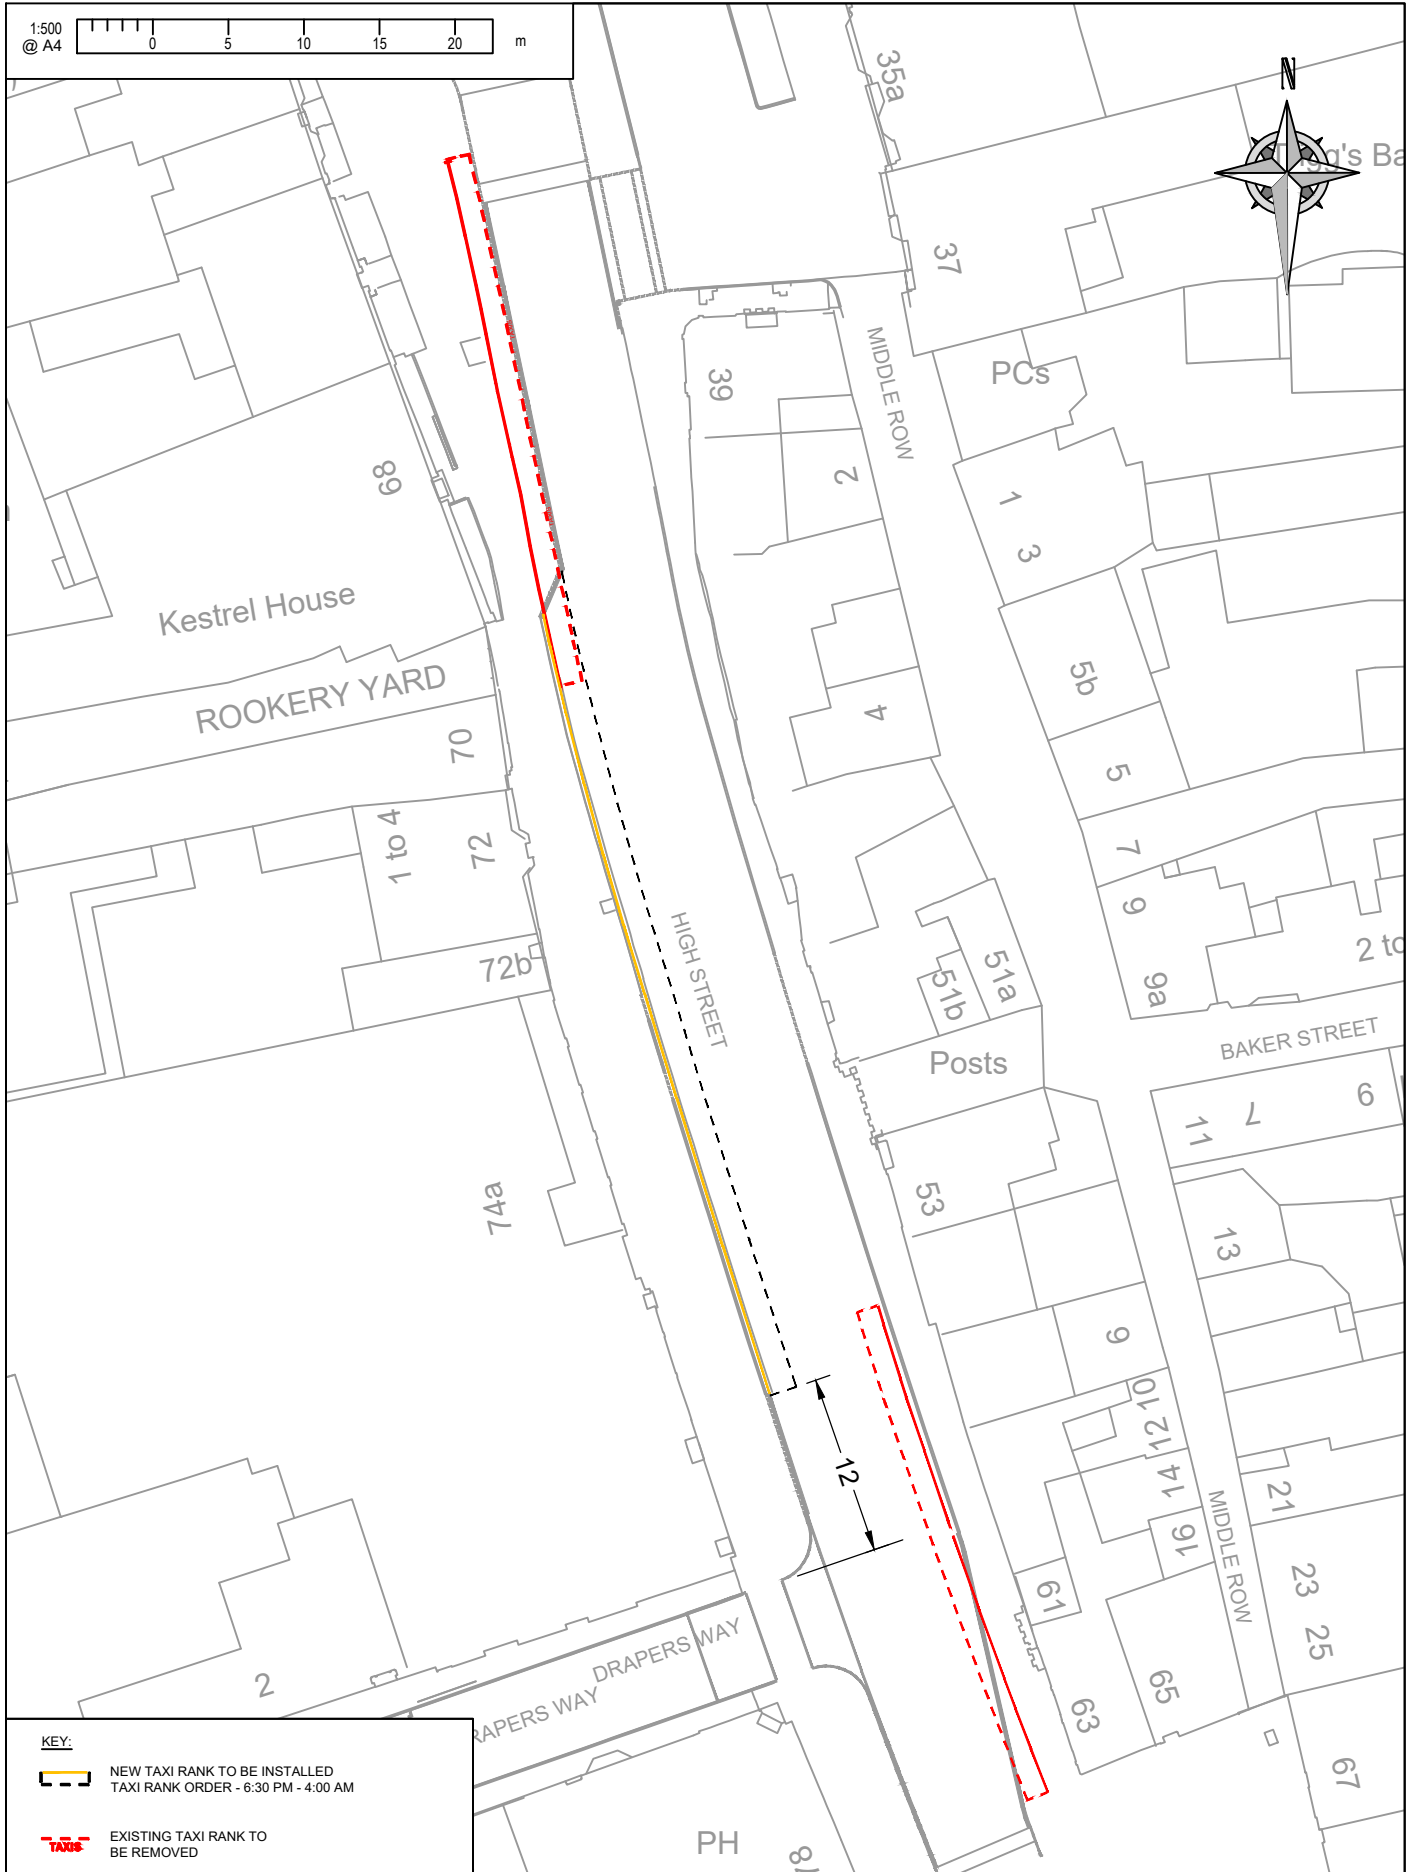 1:500
@ A4
0 5 10 15 20 m
N
35a
37
PCs
MIDDLE ROW
39
2
68
1
3
Kestrel House
ROOKERY YARD
5b
4
70
5
1 to 4
72
7
9
72b
HIGH STREET
51a
51b
9a
2 to
BAKER STREET
Posts
11
7
6
74a
53
13
9
10
12
12
14
16
MIDDLE ROW
21
61
23
25
DRAPERS WAY
2
65
63
RAPERS WAY
67
PH
KEY:
NEW TAXI RANK TO BE INSTALLED
TAXI RANK ORDER - 6:30 PM - 4:00 AM
TAXIS
EXISTING TAXI RANK TO
BE REMOVED